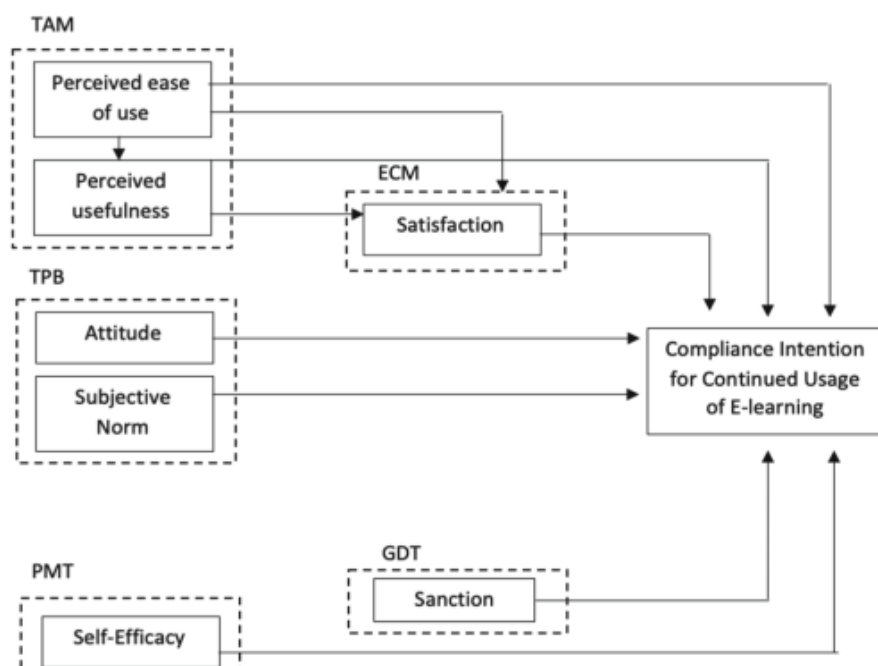 TAM
Perceived ease
of use
Perceived
usefulness
ECM
Satisfaction
TPB
Attitude
Subjective
Norm
Compliance Intention
for Continued Usage
of E-learning
GDT
Sanction
PMT
Self-Efficacy